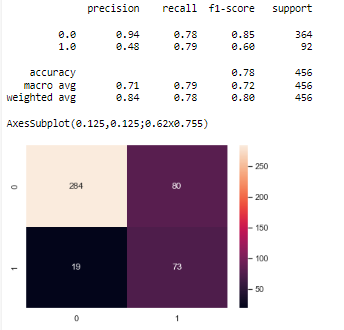 precision recall f1-score support
0.0 0.94 0.78 0.85 364
1.0 0.48 0.79 0.60 92
accuracy 0.78 456
macro avg 0.71 0.79 0.72 456
weighted avg 0.84 0.78 0.80 456
AxesSubplot(0.125,0.125;0.62x0.755)
250
0 284 80
200
150
100
1 19 73
50
0 1